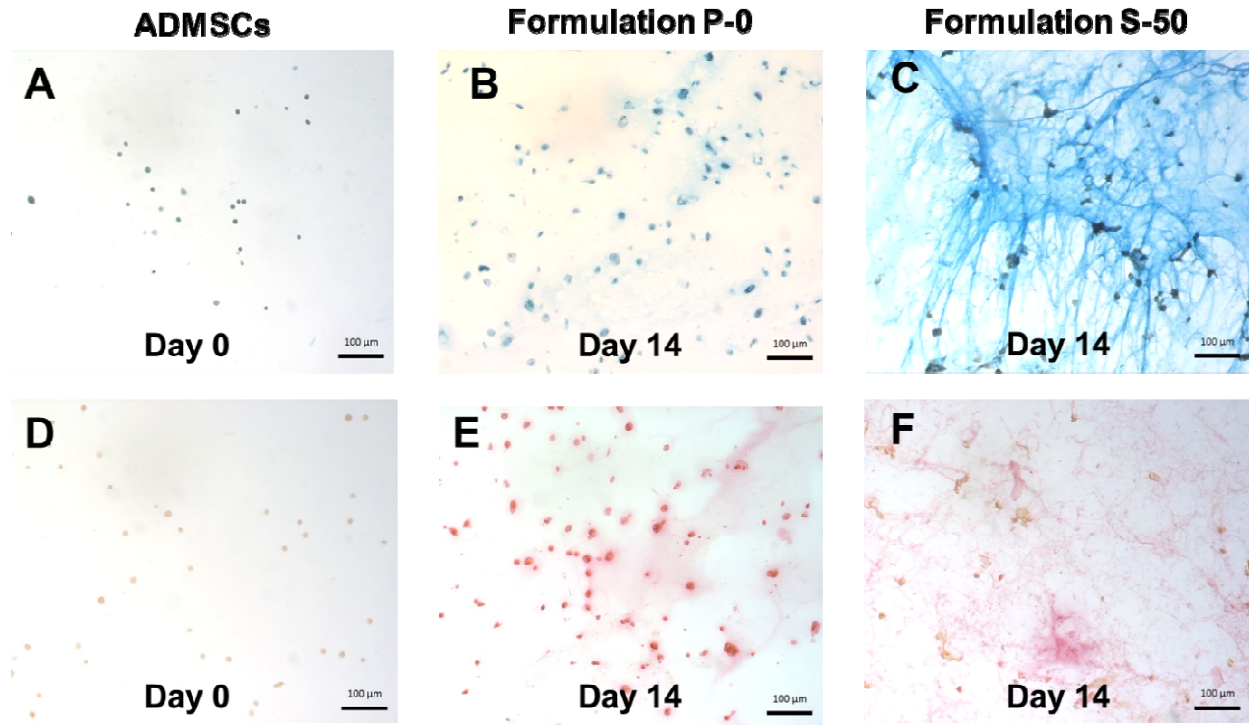 ADMSCs
Formulation P-0
Formulation S-50
A
B
C
Day 0
100 µm
Day 14
100 µm
Day 14
100 µm
D
E
F
Day 0
100 µm
Day 14
100 µm
Day 14
100 µm